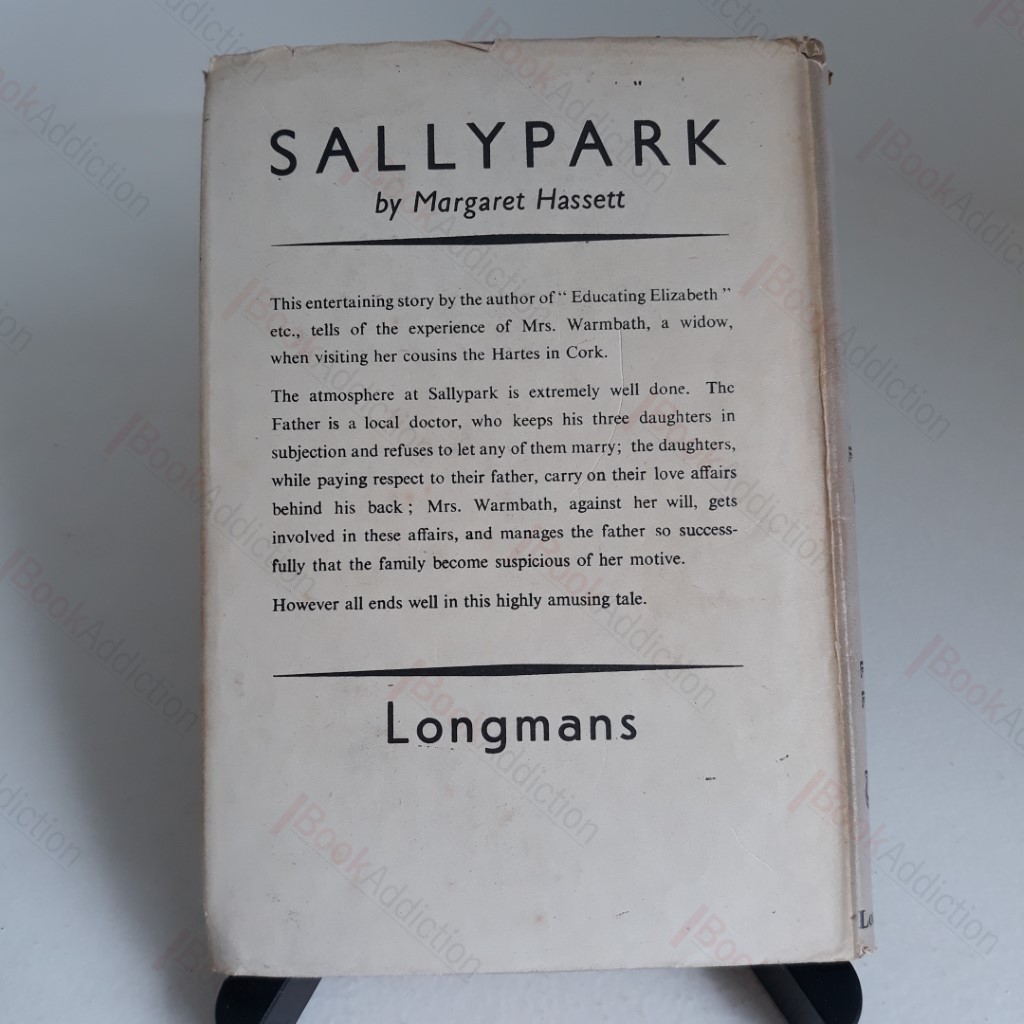 SALLYPARK
by Margaret Hassett
This entertaining story by the author of “ Educating Elizabeth ”
etc., tells of the experience of Mrs. Warmbath, a widow,
when visiting her cousins the Hartes in Cork.
The atmosphere at Sallypark is extremely well done. The
Father is a local doctor, who keeps his three daughters in
subjection and refuses to let any of them marry; the daughters,
while paying respect to their father, carry on their love affairs
behind his back ; Mrs. Warmbath, against her will, gets
involved in these affairs, and manages the father so success-
fully that the family become suspicious of her motive.
However all ends well in this highly amusing tale.
Longmans
BookAddiction